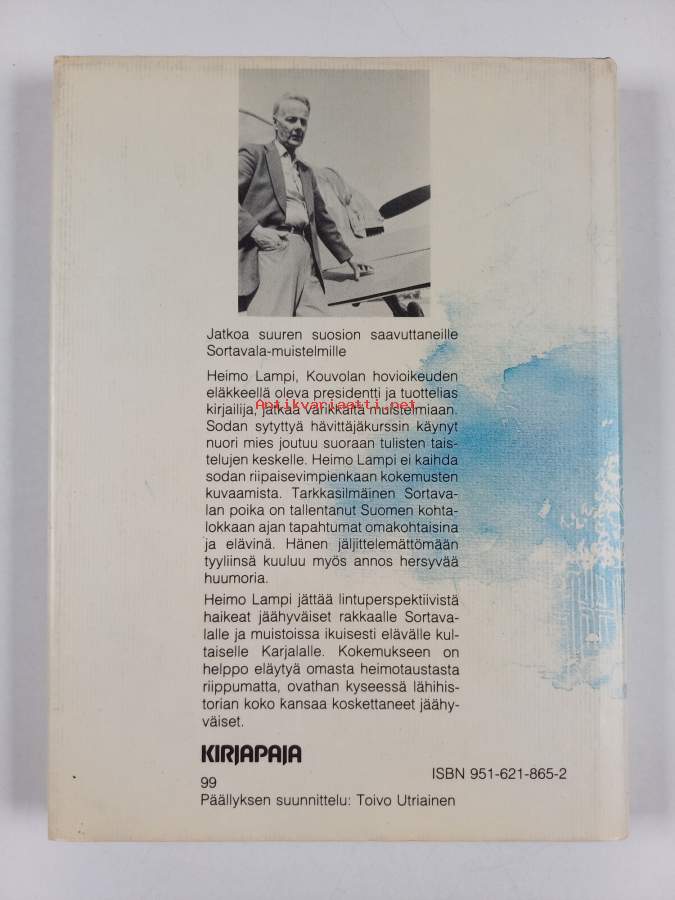 Jatkoa suuren suosion saavuttaneille
Sortavala-muistelmille
Heimo Lampi, Kouvolan hovioikeuden
eläkkeellä oleva presidentti ja tuottelias
Antikvariaatti.net
kirjailija, jatkaa värikkäitä muistelmiaan.
Sodan sytyttyä hävittäjäkurssin käynyt
nuori mies joutuu suoraan tulisten tais-
telujen keskelle. Heimo Lampi ei kaihda
sodan riipaisevimpienkaan kokemusten
kuvaamista. Tarkkasilmäinen Sortava-
lan poika on tallentanut Suomen kohta-
lokkaan ajan tapahtumat omakohtaisina
ja elävinä. Hänen jäljittelemättömään
tyyliinsä kuuluu myös annos hersyvää
huumoria.
Heimo Lampi jättää lintuperspektiivistä
haikeat jäähyväiset rakkaalle Sortava-
lalle ja muistoissa ikuisesti elävälle kul-
taiselle Karjalalle. Kokemukseen on
helppo eläytyä omasta heimotaustasta
riippumatta, ovathan kyseessä lähihis-
torian koko kansaa koskettaneet jäähy-
väiset.
KIRJAPAJA
ISBN 951-621-865-2
99
Päällyksen suunnittelu: Toivo Utriainen